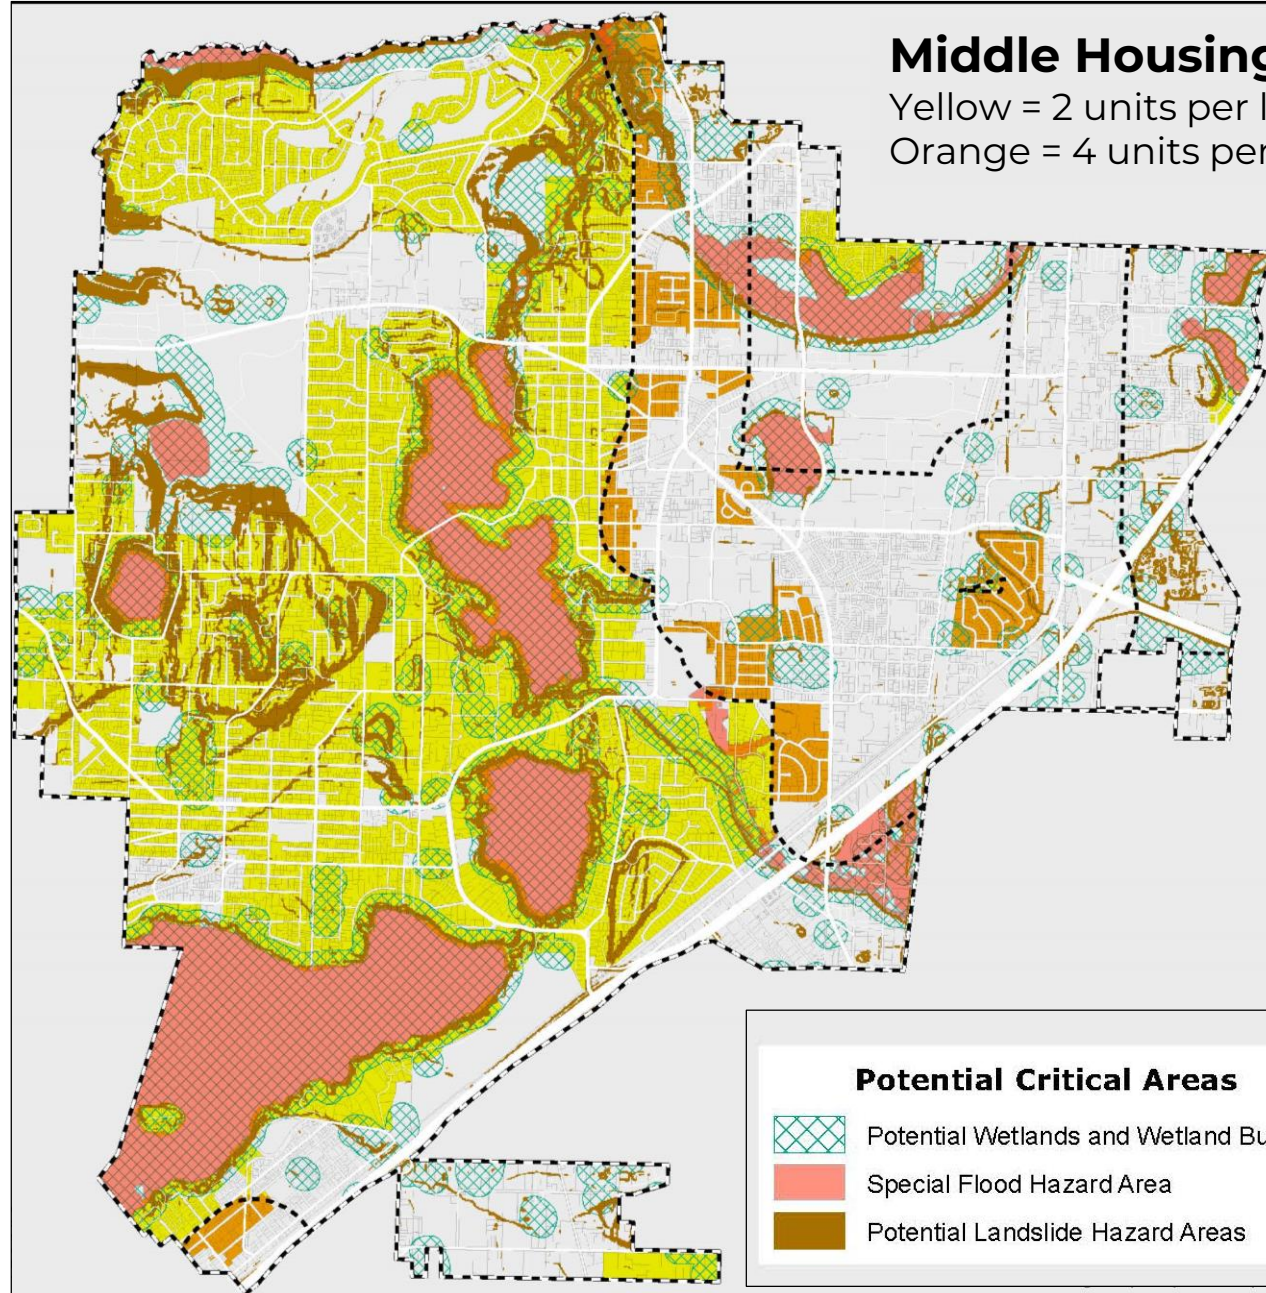 Middle Housing
Yellow = 2 units per l
Orange = 4 units per
Potential Critical Areas
Potential Wetlands and Wetland Bu
Special Flood Hazard Area
Potential Landslide Hazard Areas